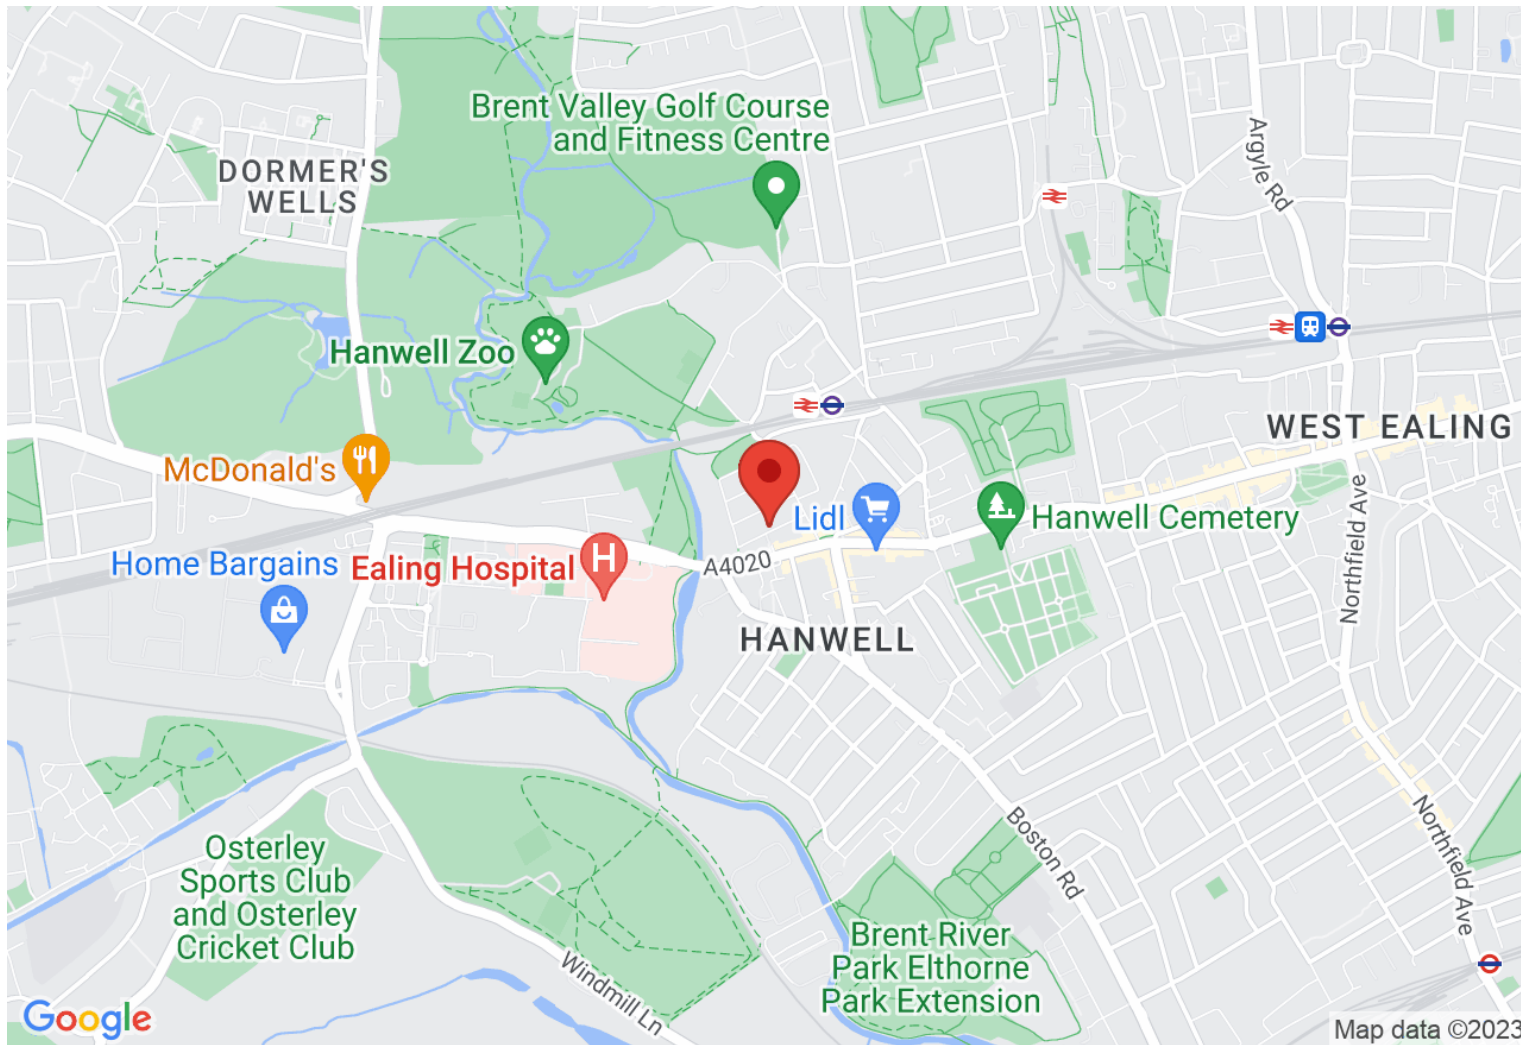 Brent Valley Golf Course
and Fitness Centre
Argyle Rd
DORMER'S
WELLS
Hanwell Zoo
WEST EALING
McDonald's
Lidl
Hanwell Cemetery
Home Bargains
H
Ealing Hospital
A4020
Northfield Ave
HANWELL
Boston Rd
Northfield Ave
Osterley
Sports Club
and Osterley
Cricket Club
Brent River
Park Elthorne
Park Extension
Windmill Ln
Google
Map data ©2023